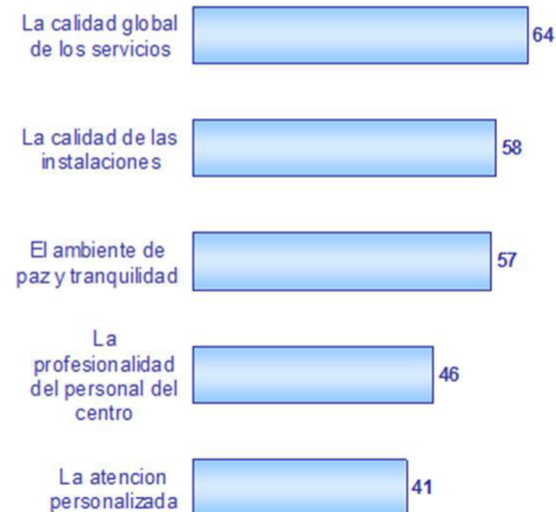 La calidad global
de los servicios
64
La calidad de las
instalaciones
58
El ambiente de
paz y tranquilidad
57
La
profesionalidad
del personal del
centro
46
La atencion
personalizada
41